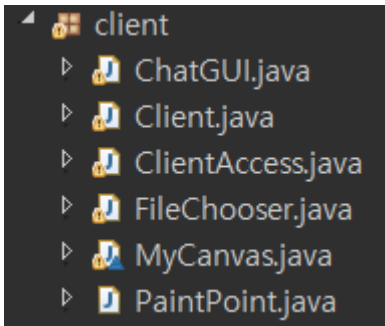 client
ChatGUI.java
Client.java
ClientAccess.java
FileChooser.java
MyCanvas.java
PaintPoint.java